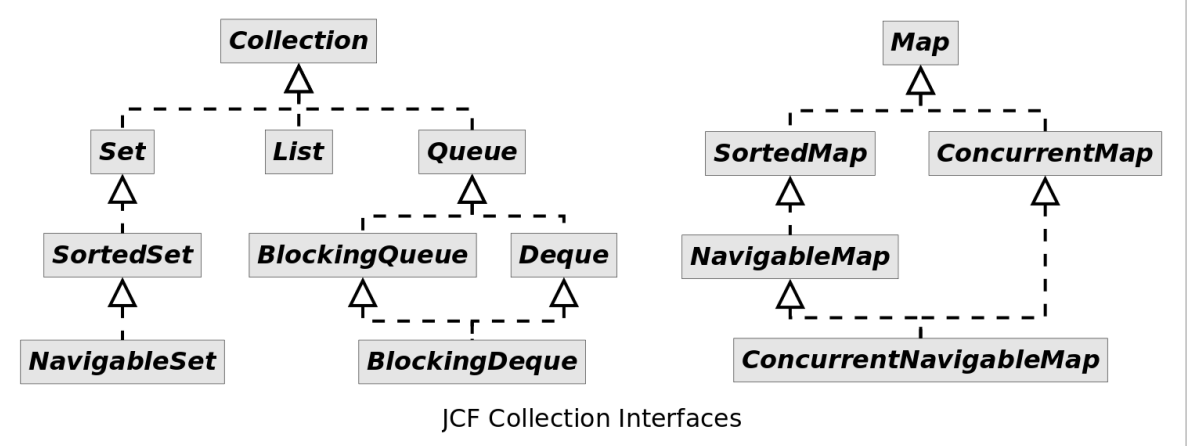 Collection
Map
Set
List
Queue
SortedMap
ConcurrentMap
SortedSet
BlockingQueue
Deque
NavigableMap
NavigableSet
BlockingDeque
ConcurrentNavigableMap
JCF Collection Interfaces